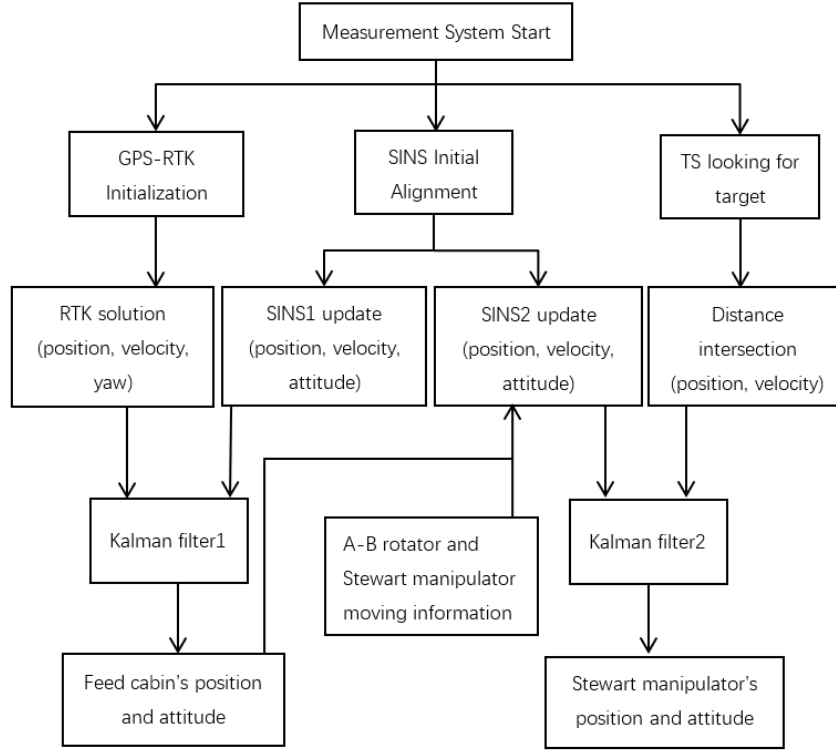 Measurement System Start
GPS-RTK
Initialization
SINS Initial
Alignment
TS looking for
target
RTK solution
(position, velocity,
yaw)
SINS1 update
(position, velocity,
attitude)
SINS2 update
(position, velocity,
attitude)
Distance
intersection
(position, velocity)
Kalman filter1
A-B rotator and
Stewart manipulator
moving information
Kalman filter2
Feed cabin's position
and attitude
Stewart manipulator's
position and attitude